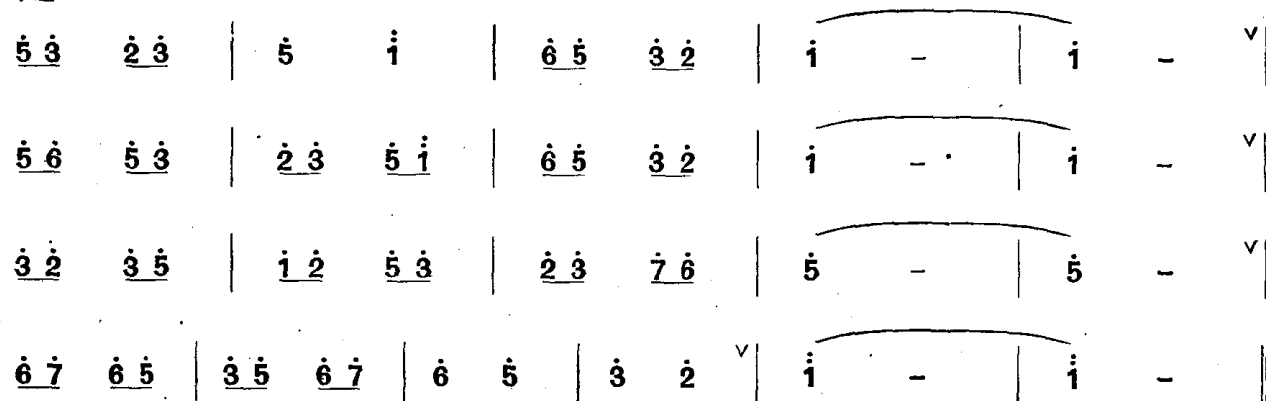 5̇ 3̇ 2̇ 3̇ | 5̇ 1̈ | 6̇ 5̇ 3̇ 2̇ | 1̇ – | 1̇ – ∨ |
5̇ 6̇ 5̇ 3̇ | 2̇ 3̇ 5̇ 1̈ | 6̇ 5̇ 3̇ 2̇ | 1̇ – | 1̇ – ∨ |
3̇ 2̇ 3̇ 5̇ | 1̇ 2̇ 5̇ 3̇ | 2̇ 3̇ 7̇ 6̇ | 5̇ – | 5̇ – ∨ |
6̇ 7̇ 6̇ 5̇ | 3̇ 5̇ 6̇ 7̇ | 6̇ 5̇ | 3̇ 2̇ ∨ | 1̈ – | 1̈ – ‖